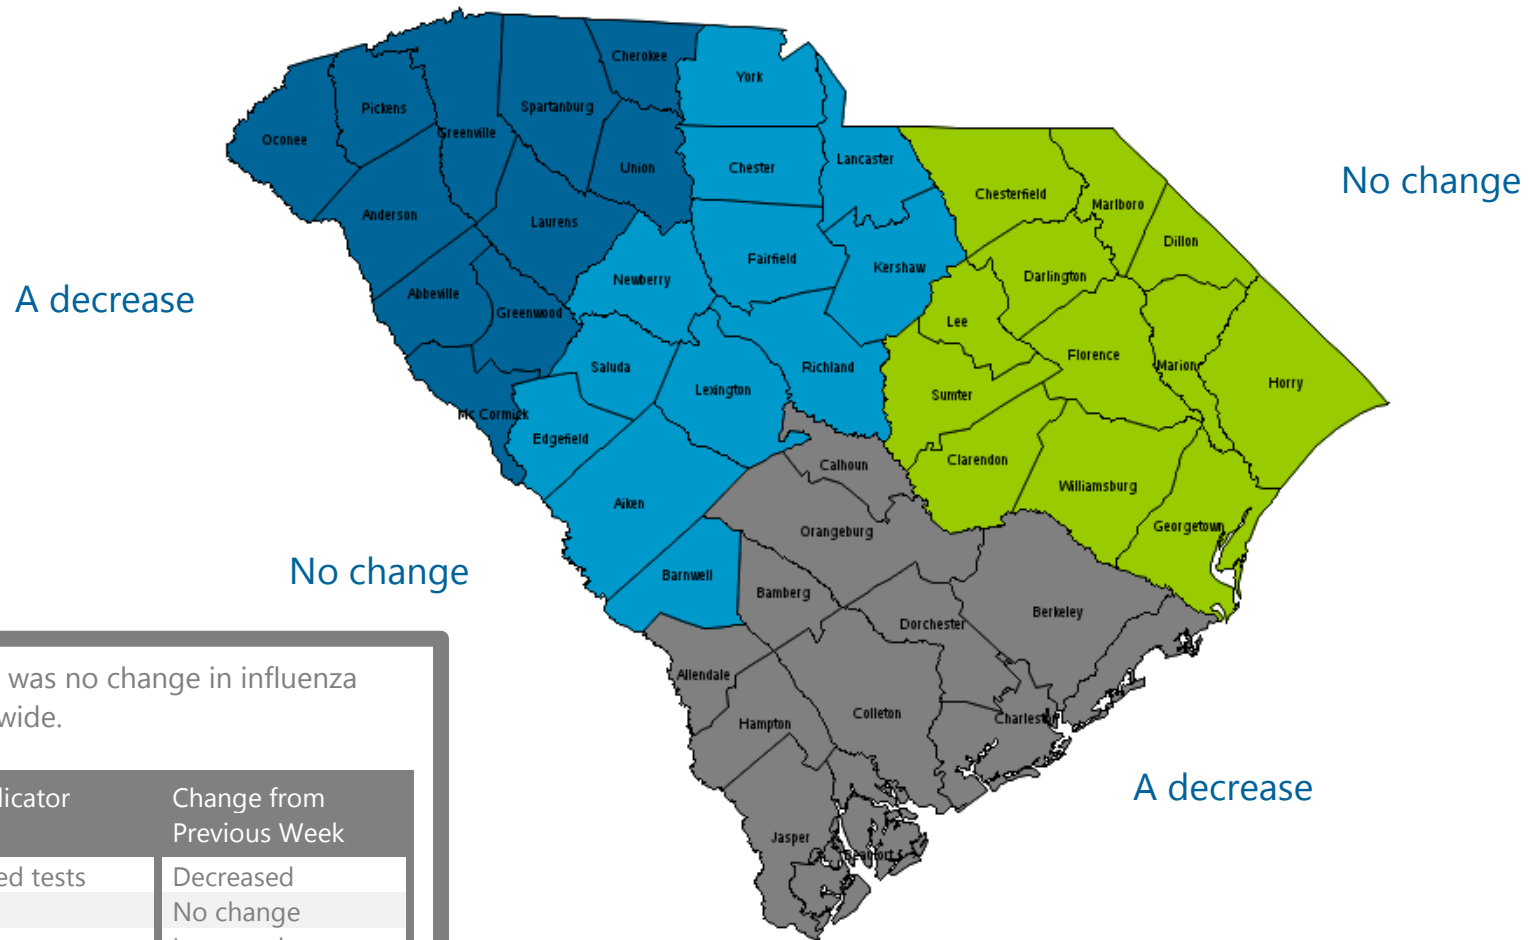 Cherokee
York
Pickens
Spartanburg
Greenville
Oconee
Union
Chester
Lancaster
No change
Chesterfield
Marlboro
Anderson
Laurens
Dillon
Fairfield
Kershaw
Newberry
Darlington
A decrease
Abbeville
Greenwood
Lee
Florence
Saluda
Richland
Marion
Horry
Lexington
Sumter
Mc Cormick
Edgefield
Calhoun
Clarendon
Williamsburg
Aiken
Orangeburg
Georgetown
No change
Barnwell
Bamberg
Berkeley
Dorchester
Allendale
was no change in influenza
wide.
Colleton
Charleston
Hampton
A decrease
dicator
Change from
Previous Week
Jasper
Beaufort
ed tests
Decreased
No change